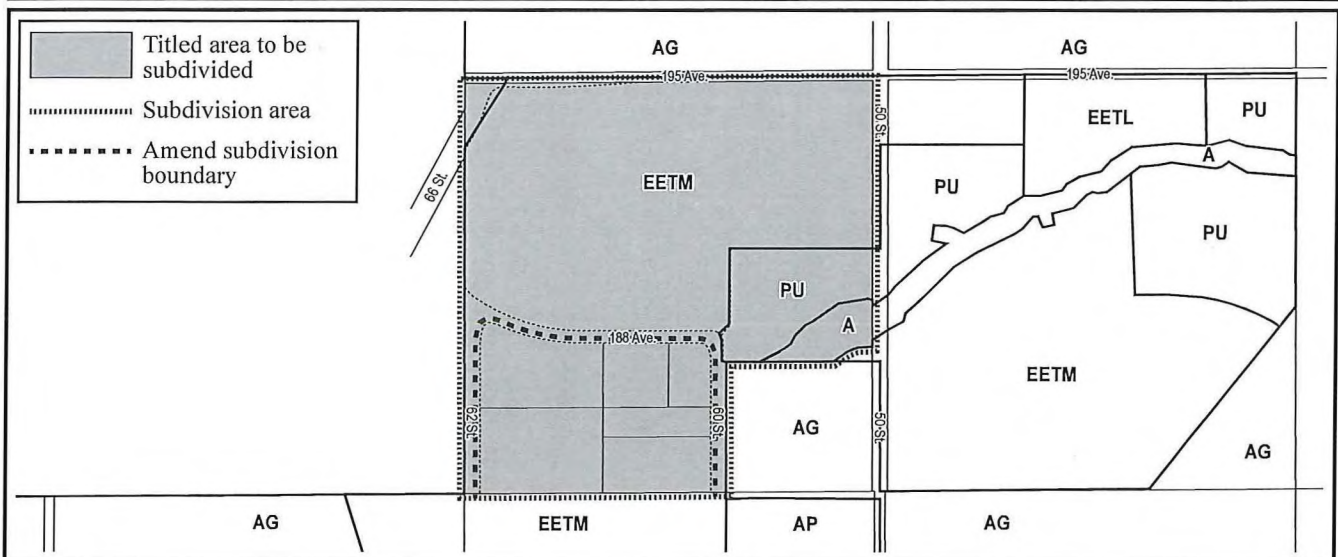 Titled area to be
subdivided
Subdivision area
Amend subdivision
boundary
AG
AG
195 Ave.
195 Ave.
50 St.
66 St.
EETM
EETL
PU
A
PU
PU
PU
A
188 Ave.
EETM
62 St.
60 St.
AG
50 St.
AG
AG
EETM
AP
AG